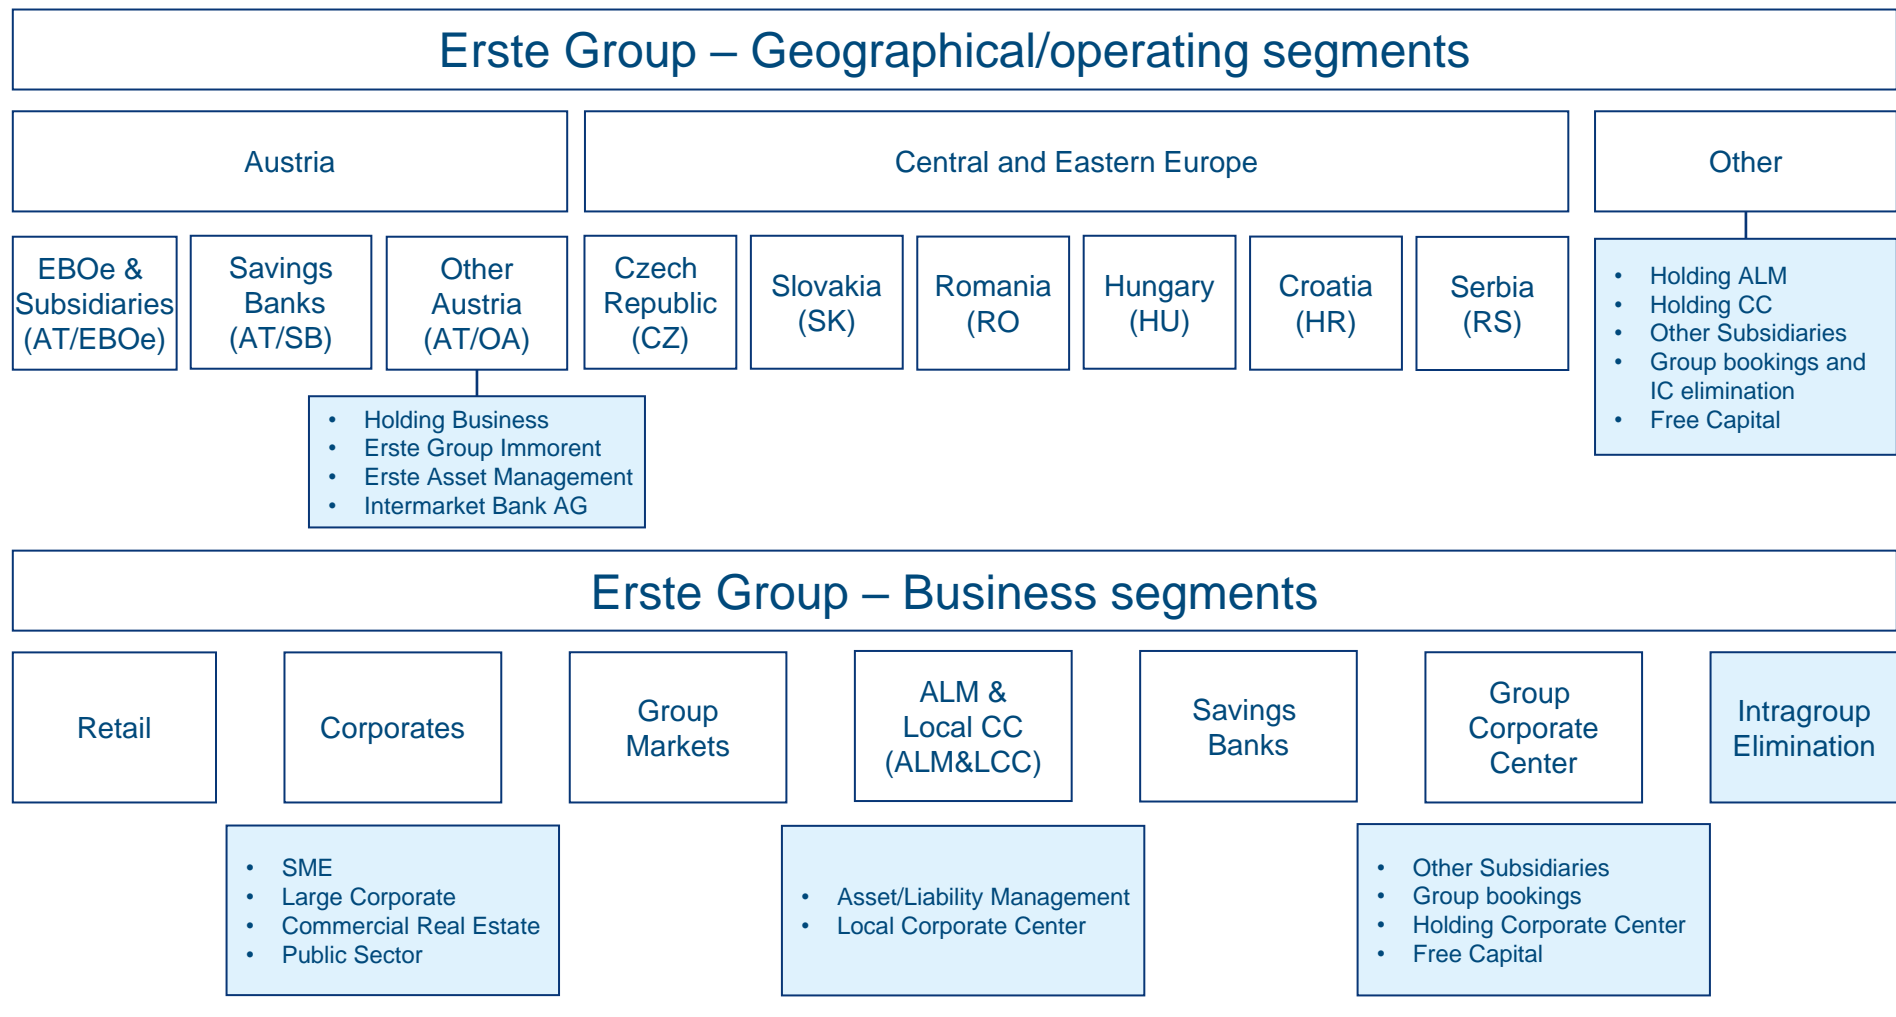 Erste Group – Geographical/operating segments
Austria
Central and Eastern Europe
Other
EBOe &
Subsidiaries
(AT/EBOe)
Savings
Banks
(AT/SB)
Other
Austria
(AT/OA)
Czech
Republic
(CZ)
Slovakia
(SK)
Romania
(RO
Hungary
(HU)
Croatia
(HR)
Serbia
(RS)
• Holding ALM
• Holding CC
• Other Subsidiaries
• Group bookings and
IC elimination
• Free Capital
• Holding Business
• Erste Group Immorent
• Erste Asset Management
• Intermarket Bank AG
Erste Group – Business segments
Retail
Corporates
Group
Markets
ALM &
Local CC
(ALM&LCC)
Savings
Banks
Group
Corporate
Center
Intragroup
Elimination
• SME
• Large Corporate
• Commercial Real Estate
• Public Sector
• Asset/Liability Management
• Local Corporate Center
• Other Subsidiaries
• Group bookings
• Holding Corporate Center
• Free Capital